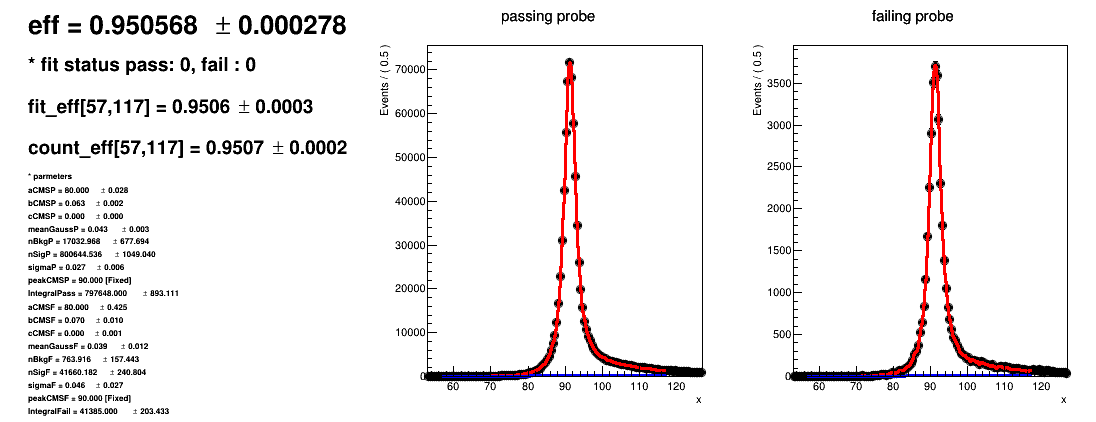 eff = 0.950568 ± 0.000278
* fit status pass: 0, fail : 0
fit_eff[57,117] = 0.9506 ± 0.0003
count_eff[57,117] = 0.9507 ± 0.0002
* parmeters
aCMSP = 80.000 ± 0.028
bCMSP = 0.063 ± 0.002
cCMSP = 0.000 ± 0.000
meanGaussP = 0.043 ± 0.003
nBkgP = 17032.968 ± 677.694
nSigP = 800644.536 ± 1049.040
sigmaP = 0.027 ± 0.006
peakCMSP = 90.000 [Fixed]
IntegralPass = 797648.000 ± 893.111
aCMSF = 80.000 ± 0.425
bCMSF = 0.070 ± 0.010
cCMSF = 0.000 ± 0.001
meanGaussF = 0.039 ± 0.012
nBkgF = 763.916 ± 157.443
nSigF = 41660.182 ± 240.804
sigmaF = 0.046 ± 0.027
peakCMSF = 90.000 [Fixed]
IntegralFail = 41385.000 ± 203.433
passing probe
Events / ( 0.5 )
70000
60000
50000
40000
30000
20000
10000
0
60 70 80 90 100 110 120
x
failing probe
Events / ( 0.5 )
3500
3000
2500
2000
1500
1000
500
0
60 70 80 90 100 110 120
x